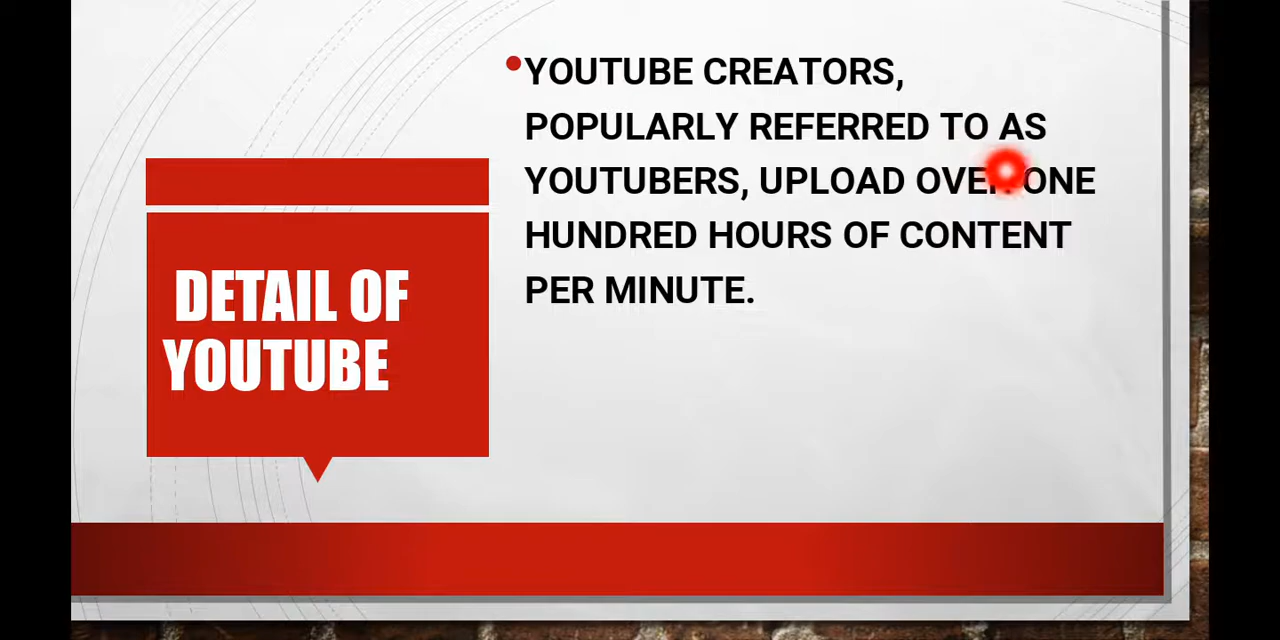 DETAIL OF
YOUTUBE
YOUTUBE CREATORS,
POPULARLY REFERRED TO AS
YOUTUBERS, UPLOAD OVER ONE
HUNDRED HOURS OF CONTENT
PER MINUTE.